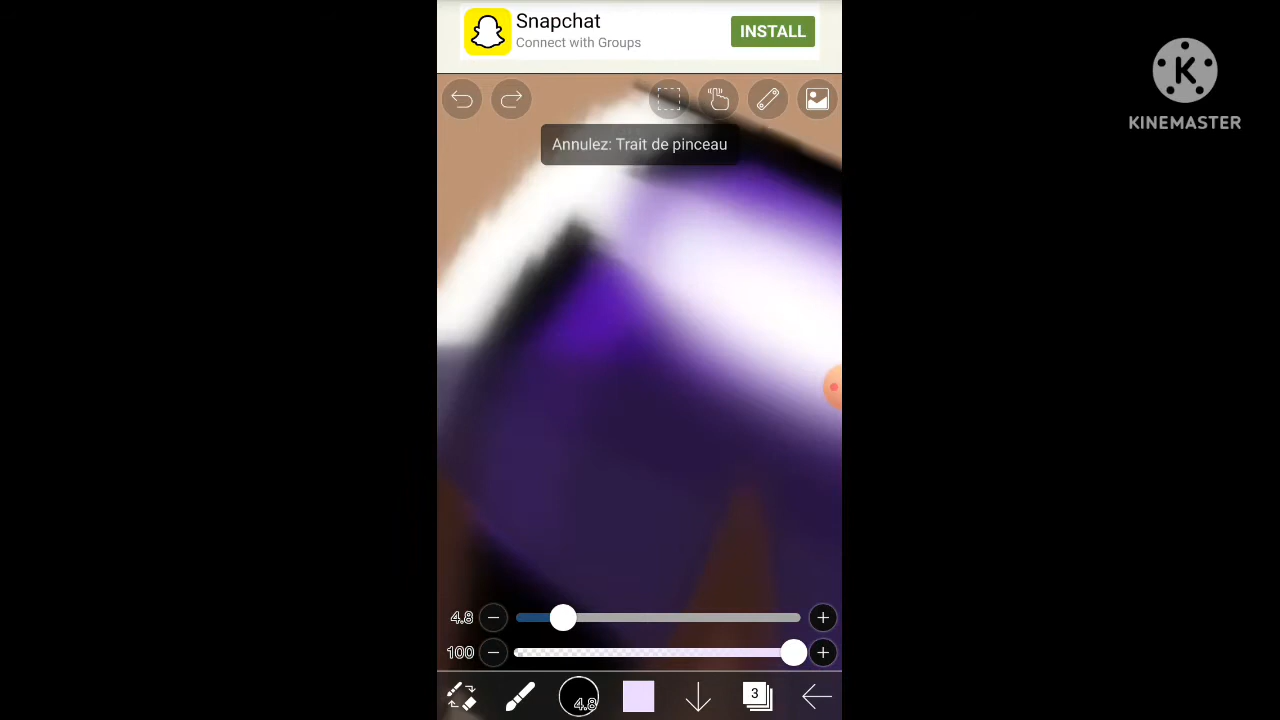 Snapchat
Connect with Groups
INSTALL
K
KINEMASTER
Annulez: Trait de pinceau
4.8
100
4.8
3